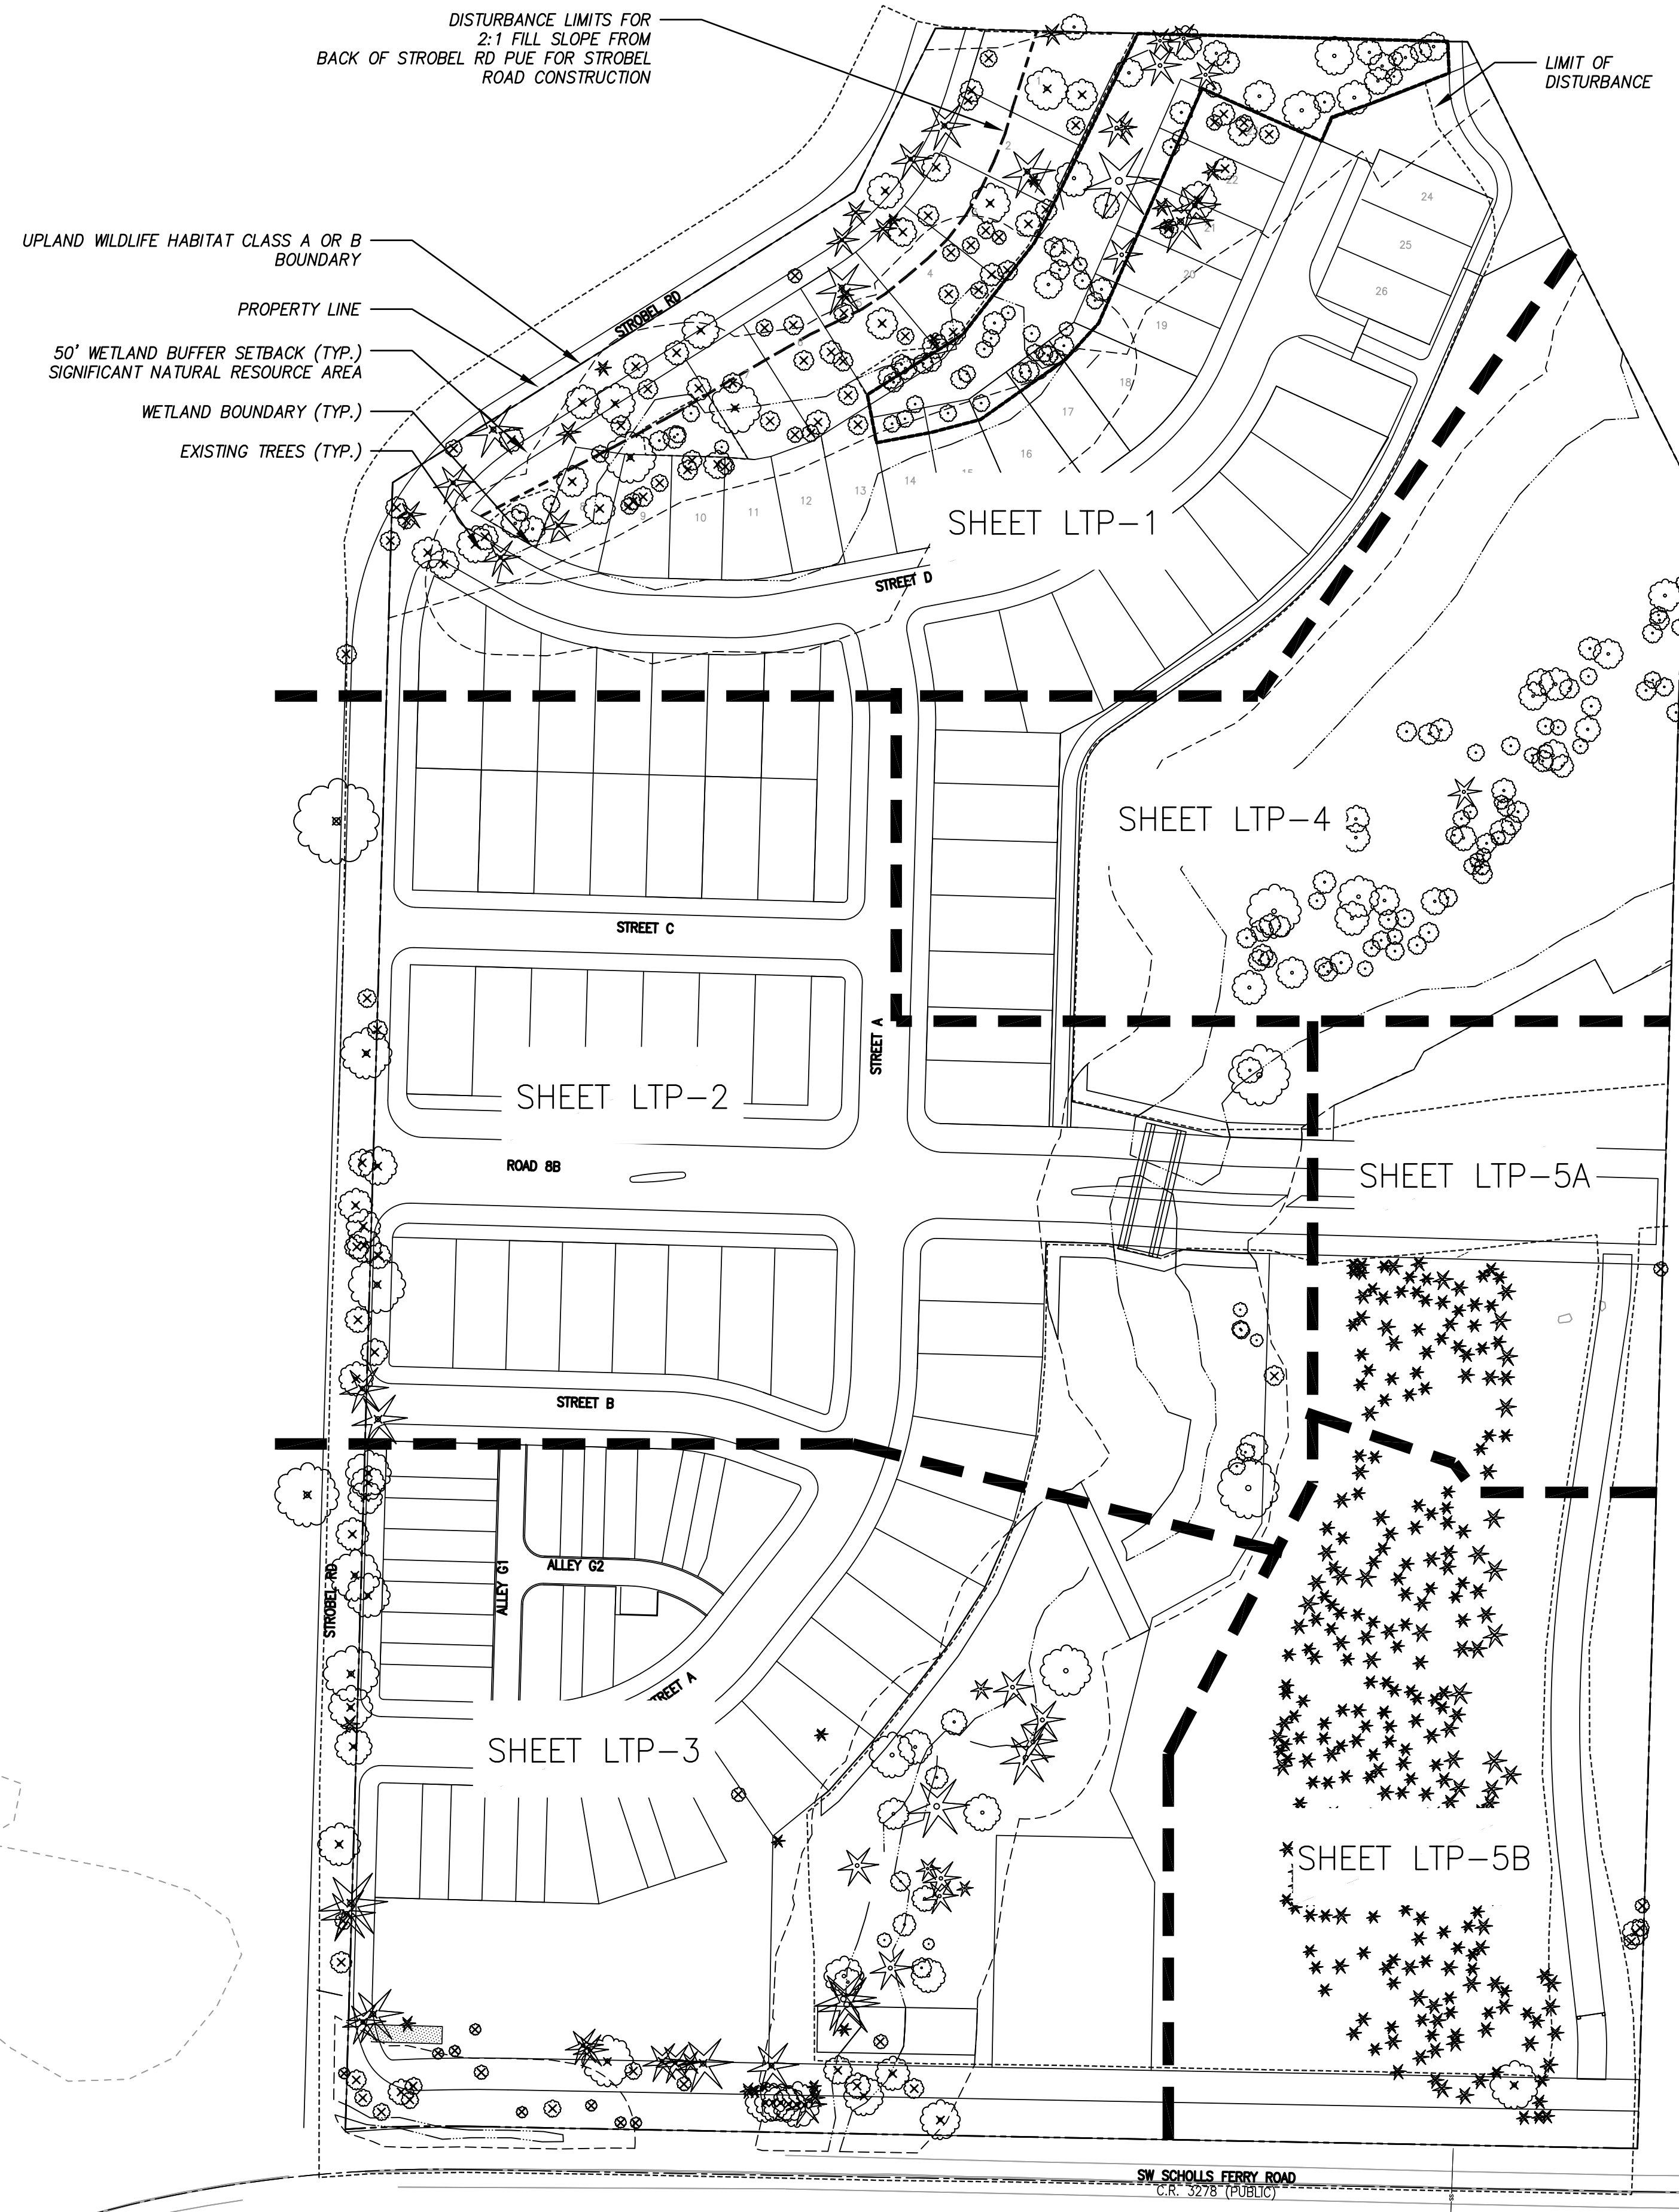 DISTURBANCE LIMITS FOR
2:1 FILL SLOPE FROM
BACK OF STROBEL RD PUE FOR STROBEL
ROAD CONSTRUCTION
LIMIT OF
DISTURBANCE
UPLAND WILDLIFE HABITAT CLASS A OR B
BOUNDARY
PROPERTY LINE
50' WETLAND BUFFER SETBACK (TYP.)
SIGNIFICANT NATURAL RESOURCE AREA
WETLAND BOUNDARY (TYP.)
EXISTING TREES (TYP.)
STROBEL RD
1
2
4
5
6
8
9
10
11
12
13
14
16
17
18
19
20
21
22
24
25
26
SHEET LTP-1
STREET D
SHEET LTP-4
STREET C
STREET A
SHEET LTP-2
ROAD 8B
SHEET LTP-5A
STREET B
ALLEY G1
ALLEY G2
STROBEL RD
TREET A
SHEET LTP-3
SHEET LTP-5B
SW SCHOLLS FERRY ROAD
C.R. 3278 (PUBLIC)